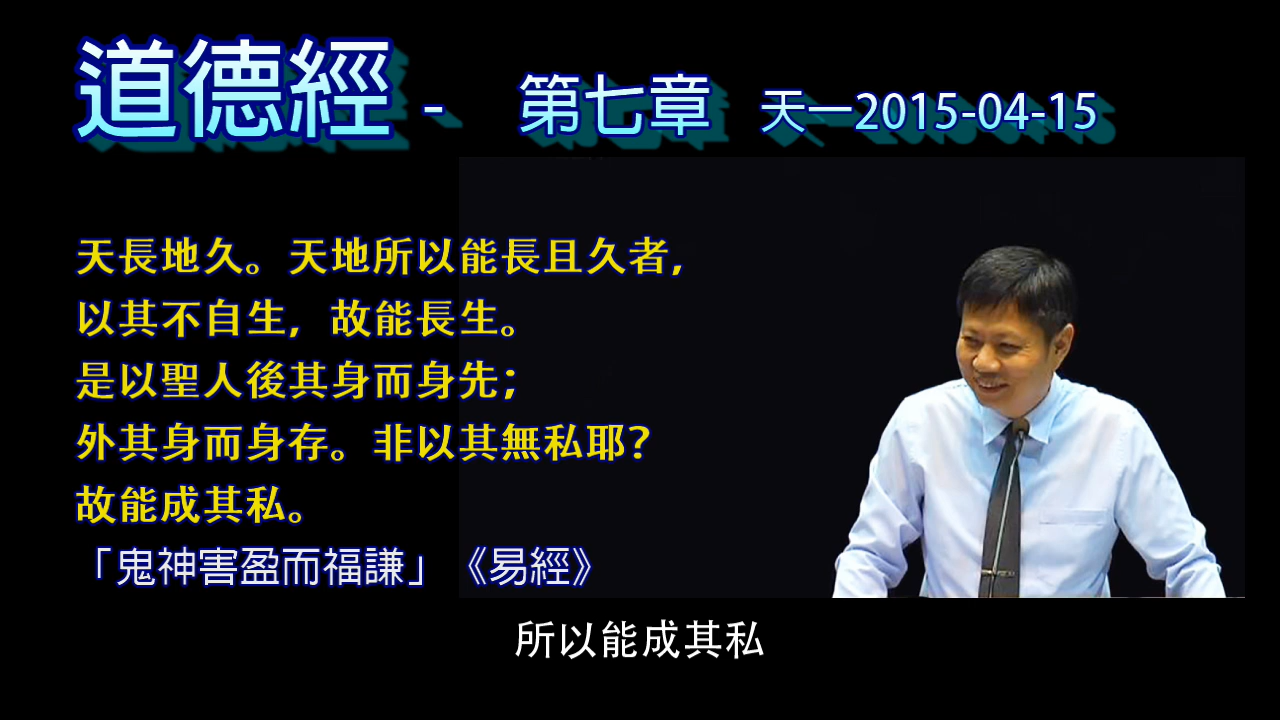 道德經 - 第七章 天一2015-04-15
天長地久。天地所以能長且久者，
以其不自生，故能長生。
是以聖人後其身而身先；
外其身而身存。非以其無私耶？
故能成其私。
「鬼神害盈而福謙」《易經》
所以能成其私